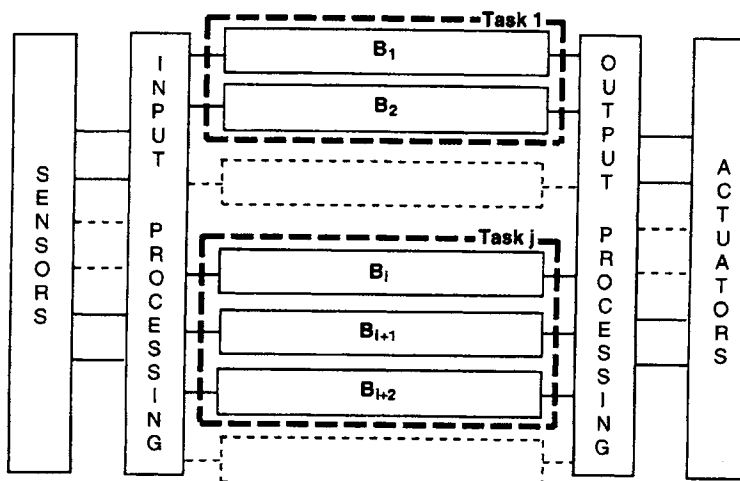 SENSORS
INPUT PROCESSING
Task 1
B1
B2
Task j
Bi
Bi+1
Bi+2
OUTPUT PROCESSING
ACTUATORS